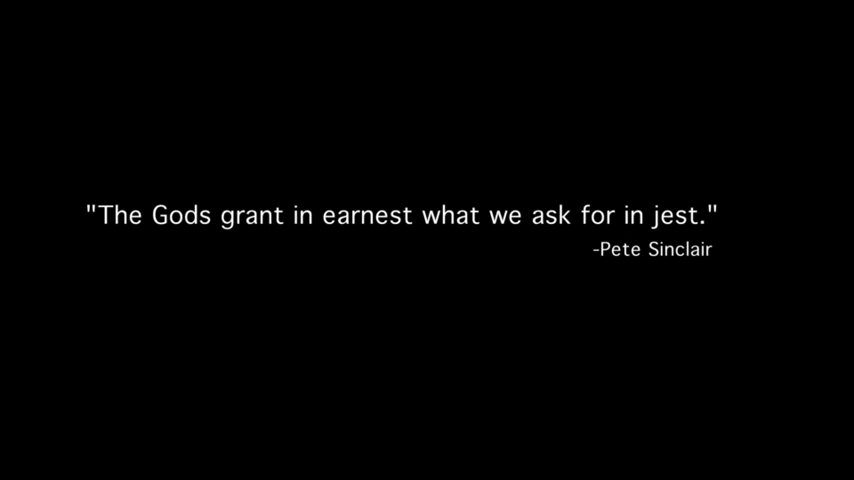 "The Gods grant in earnest what we ask for in jest."
-Pete Sinclair